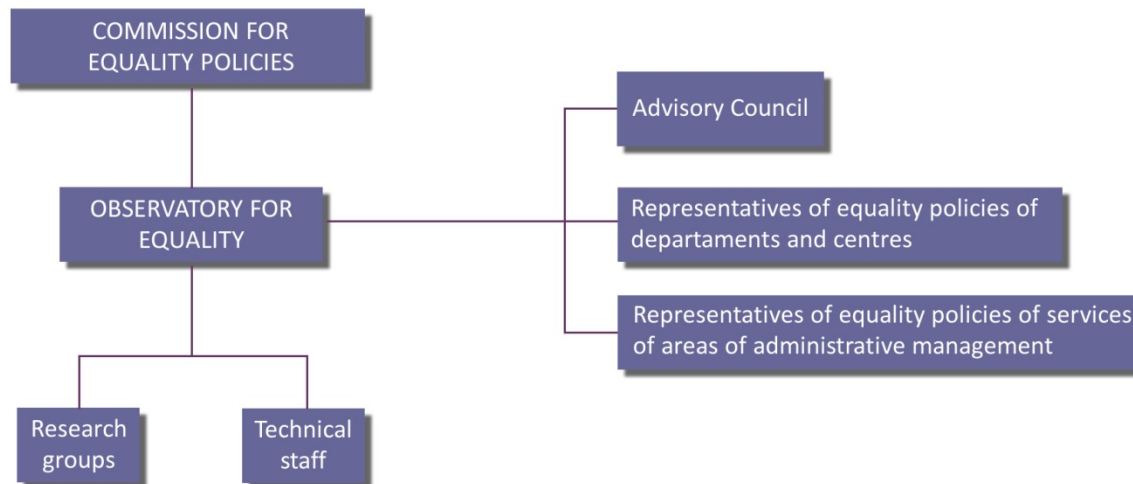 COMMISSION FOR
EQUALITY POLICIES
Advisory Council
OBSERVATORY FOR
EQUALITY
Representatives of equality policies of
departaments and centres
Representatives of equality policies of services
of areas of administrative management
Research
groups
Technical
staff